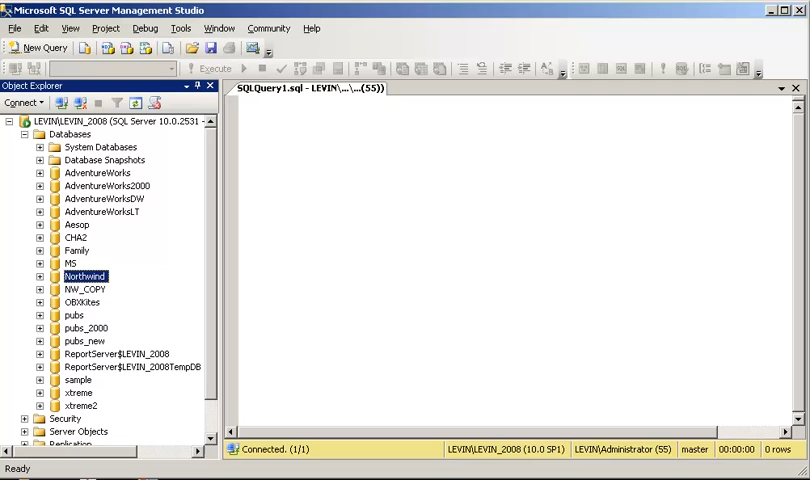 Microsoft SQL Server Management Studio
File Edit View Project Debug Tools Window Community Help
New Query
Execute
Object Explorer
SQLQuery1.sql - LEVIN\...\...(55))
Connect
LEVIN\LEVIN_2008 (SQL Server 10.0.2531 -
Databases
System Databases
Database Snapshots
AdventureWorks
AdventureWorks2000
AdventureWorksDW
AdventureWorksLT
Aesop
CHA2
Family
MS
Northwind
NW_COPY
OBXKites
pubs
pubs_2000
pubs_new
ReportServer$LEVIN_2008
ReportServer$LEVIN_2008TempDB
sample
xtreme
xtreme2
Security
Server Objects
Replication
Connected. (1/1) LEVIN\LEVIN_2008 (10.0 SP1) LEVIN\Administrator (55) master 00:00:00 0 rows
Ready